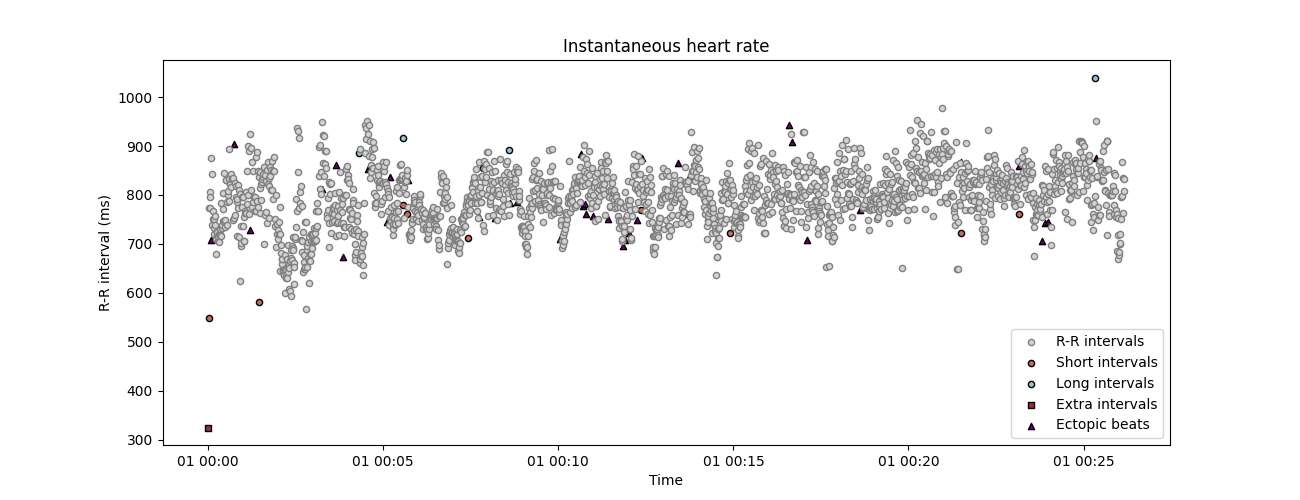 Instantaneous heart rate
R-R interval (ms)
1000
900
800
700
600
500
400
300
R-R intervals
Short intervals
Long intervals
Extra intervals
Ectopic beats
01 00:00
01 00:05
01 00:10
01 00:15
01 00:20
01 00:25
Time